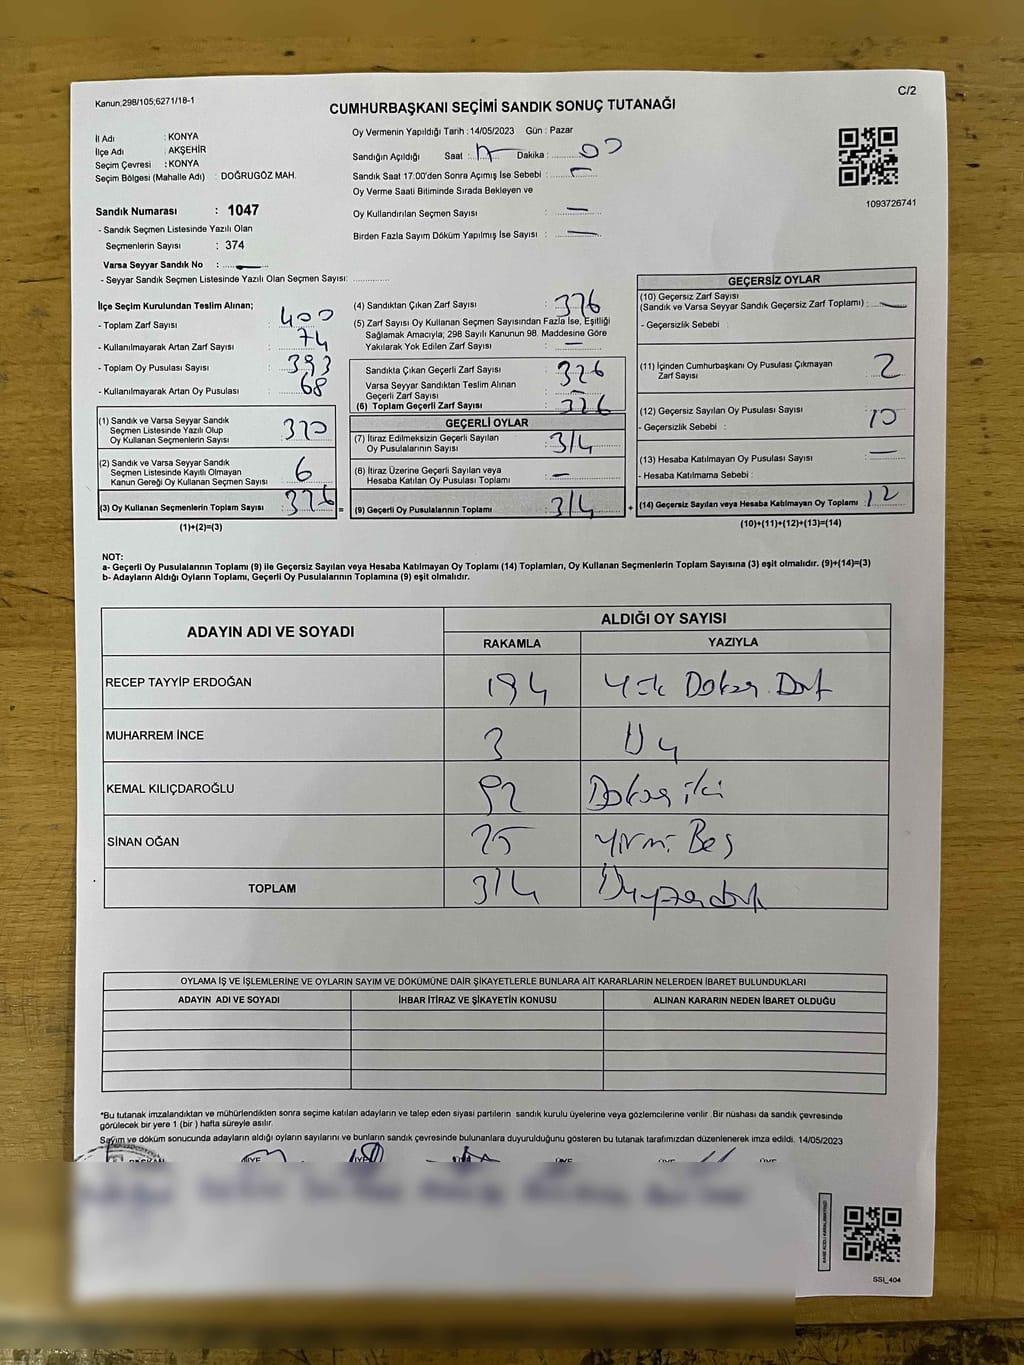 Kanun,298/105;6271/18-1
C/2
CUMHURBAŞKANI SEÇİMİ SANDIK SONUÇ TUTANAĞI
İl Adı : KONYA
İlçe Adı : AKŞEHİR
Seçim Çevresi : KONYA
Seçim Bölgesi (Mahalle Adı) : DOĞRUGÖZ MAH.
Oy Vermenin Yapıldığı Tarih : 14/05/2023 Gün : Pazar
Sandığın Açıldığı Saat : 17 Dakika : 00
Sandık Saat 17.00'den Sonra Açımış İse Sebebi : —
Oy Verme Saati Bitiminde Sırada Bekleyen ve
Oy Kullandırılan Seçmen Sayısı : —
Birden Fazla Sayım Döküm Yapılmış İse Sayısı : —
1093726741
Sandık Numarası : 1047
- Sandık Seçmen Listesinde Yazılı Olan
Seçmenlerin Sayısı : 374
Varsa Seyyar Sandık No : —
- Seyyar Sandık Seçmen Listesinde Yazılı Olan Seçmen Sayısı:
İlçe Seçim Kurulundan Teslim Alınan;
- Toplam Zarf Sayısı : 400
- Kullanılmayarak Artan Zarf Sayısı : 74
- Toplam Oy Pusulası Sayısı : 393
- Kullanılmayarak Artan Oy Pusulası : 68
(1) Sandık ve Varsa Seyyar Sandık
Seçmen Listesinde Yazılı Olup
Oy Kullanan Seçmenlerin Sayısı : 320
(2) Sandık ve Varsa Seyyar Sandık
Seçmen Listesinde Kayıtlı Olmayan
Kanun Gereği Oy Kullanan Seçmen Sayısı : 6
(3) Oy Kullanan Seçmenlerin Toplam Sayısı : 326 =
(1)+(2)=(3)
(4) Sandıktan Çıkan Zarf Sayısı : 326
(5) Zarf Sayısı Oy Kullanan Seçmen Sayısından Fazla İse, Eşitliği
Sağlamak Amacıyla; 298 Sayılı Kanunun 98. Maddesine Göre
Yakılarak Yok Edilen Zarf Sayısı : —
Sandıkta Çıkan Geçerli Zarf Sayısı : 326
Varsa Seyyar Sandıktan Teslim Alınan
Geçerli Zarf Sayısı : —
(6) Toplam Geçerli Zarf Sayısı : 326
GEÇERLİ OYLAR
(7) İtiraz Edilmeksizin Geçerli Sayılan
Oy Pusulalarının Sayısı : 314
(8) İtiraz Üzerine Geçerli Sayılan veya
Hesaba Katılan Oy Pusulası Toplamı : —
(9) Geçerli Oy Pusulalarının Toplamı : 314 +
GEÇERSİZ OYLAR
(10) Geçersiz Zarf Sayısı
(Sandık ve Varsa Seyyar Sandık Geçersiz Zarf Toplamı) : —
- Geçersizlik Sebebi :
(11) İçinden Cumhurbaşkanı Oy Pusulası Çıkmayan
Zarf Sayısı : 2
(12) Geçersiz Sayılan Oy Pusulası Sayısı : 10
- Geçersizlik Sebebi :
(13) Hesaba Katılmayan Oy Pusulası Sayısı : —
- Hesaba Katılmama Sebebi :
(14) Geçersiz Sayılan veya Hesaba Katılmayan Oy Toplamı : 12
(10)+(11)+(12)+(13)=(14)
NOT:
a- Geçerli Oy Pusulalarının Toplamı (9) ile Geçersiz Sayılan veya Hesaba Katılmayan Oy Toplamı (14) Toplamları, Oy Kullanan Seçmenlerin Toplam Sayısına (3) eşit olmalıdır. (9)+(14)=(3)
b- Adayların Aldığı Oyların Toplamı, Geçerli Oy Pusulalarının Toplamına (9) eşit olmalıdır.
ADAYIN ADI VE SOYADI
ALDIĞI OY SAYISI
RAKAMLA YAZIYLA
RECEP TAYYİP ERDOĞAN 194 Yüz Doksan Dört
MUHARREM İNCE 3 Üç
KEMAL KILIÇDAROĞLU 92 Doksan iki
SİNAN OĞAN 25 Yirmi Beş
TOPLAM 314
OYLAMA İŞ VE İŞLEMLERİNE VE OYLARIN SAYIM VE DÖKÜMÜNE DAİR ŞİKAYETLERLE BUNLARA AİT KARARLARIN NELERDEN İBARET BULUNDUKLARI
ADAYIN ADI VE SOYADI İHBAR İTİRAZ VE ŞİKAYETİN KONUSU ALINAN KARARIN NEDEN İBARET OLDUĞU
*Bu tutanak imzalandıktan ve mühürlendikten sonra seçime katılan adayların ve talep eden siyasi partilerin sandık kurulu üyelerine veya gözlemcilerine verilir. Bir nüshası da sandık çevresinde
görülecek bir yere 1 (bir ) hafta süreyle asılır.
Sayım ve döküm sonucunda adayların aldığı oyların sayılarını ve bunların sandık çevresinde bulunanlara duyurulduğunu gösteren bu tutanak tarafımızdan düzenlenerek imza edildi. 14/05/2023
BAŞKAN ÜYE ÜYE ÜYE ÜYE ÜYE ÜYE
SSI_404